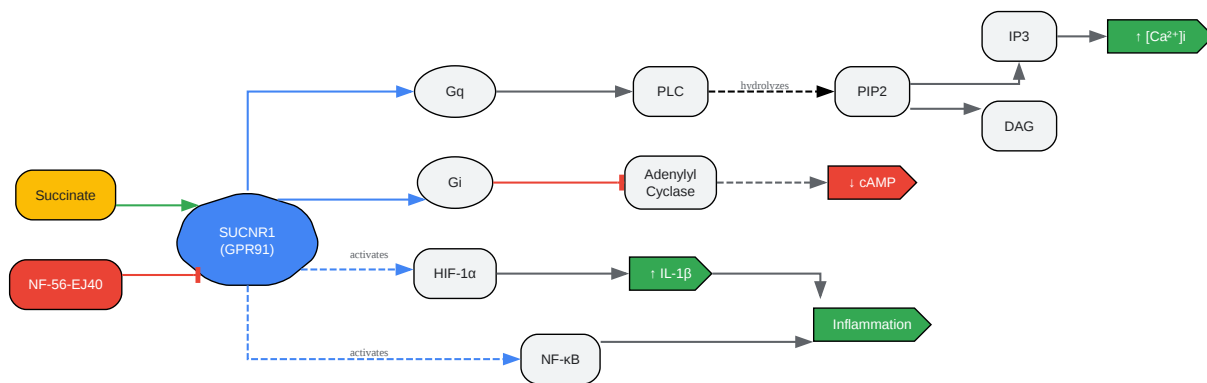 IP3
↑ [Ca²⁺]i
Gq
PLC
hydrolyzes
PIP2
DAG
Succinate
Gi
Adenylyl
Cyclase
↓ cAMP
SUCNR1
(GPR91)
NF-56-EJ40
activates
HIF-1α
↑ IL-1β
Inflammation
activates
NF-κB